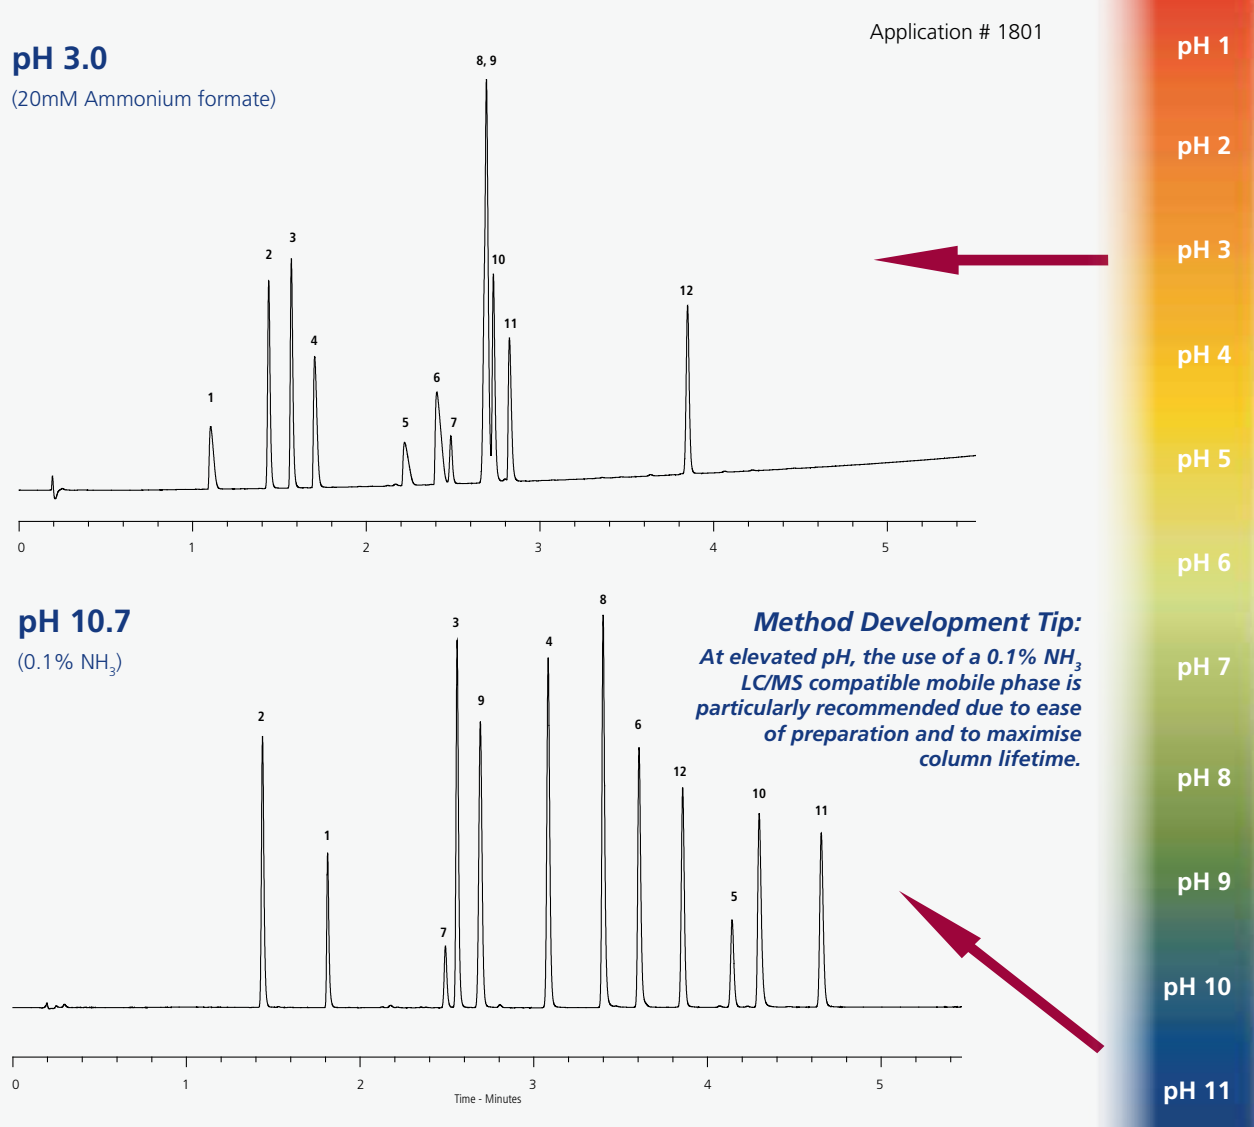 Application # 1801
pH 3.0
(20mM Ammonium formate)
8, 9
3
2
10
12
11
4
6
1
5
7
0 1 2 3 4 5
pH 10.7
(0.1% NH3)
Method Development Tip:
At elevated pH, the use of a 0.1% NH3
LC/MS compatible mobile phase is
particularly recommended due to ease
of preparation and to maximise
column lifetime.
8
3
4
9
2
6
12
10
11
1
5
7
0 1 2 3 4 5
Time - Minutes
pH 1
pH 2
pH 3
pH 4
pH 5
pH 6
pH 7
pH 8
pH 9
pH 10
pH 11